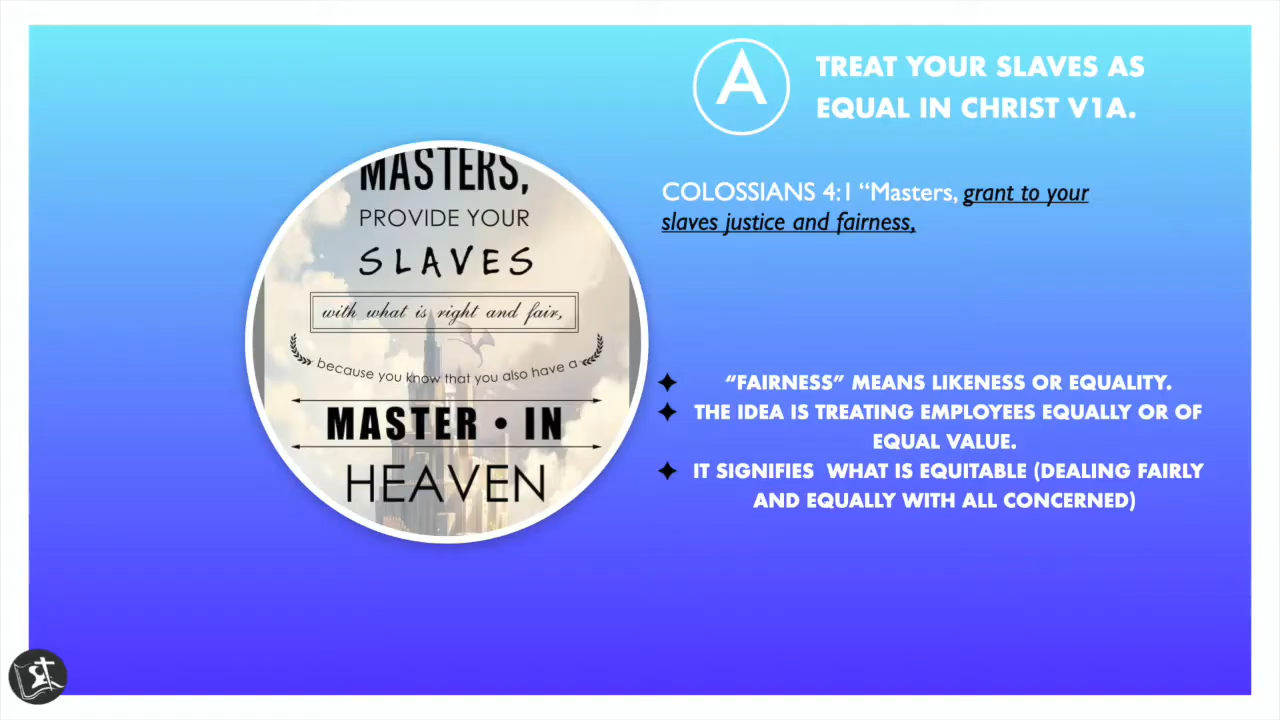 A
TREAT YOUR SLAVES AS
EQUAL IN CHRIST V1A.
COLOSSIANS 4:1 “Masters, grant to your
slaves justice and fairness,
MASTERS,
PROVIDE YOUR
SLAVES
with what is right and fair,
because you know that you also have a
MASTER • IN
HEAVEN
“FAIRNESS” MEANS LIKENESS OR EQUALITY.
THE IDEA IS TREATING EMPLOYEES EQUALLY OR OF
EQUAL VALUE.
IT SIGNIFIES  WHAT IS EQUITABLE (DEALING FAIRLY
AND EQUALLY WITH ALL CONCERNED)